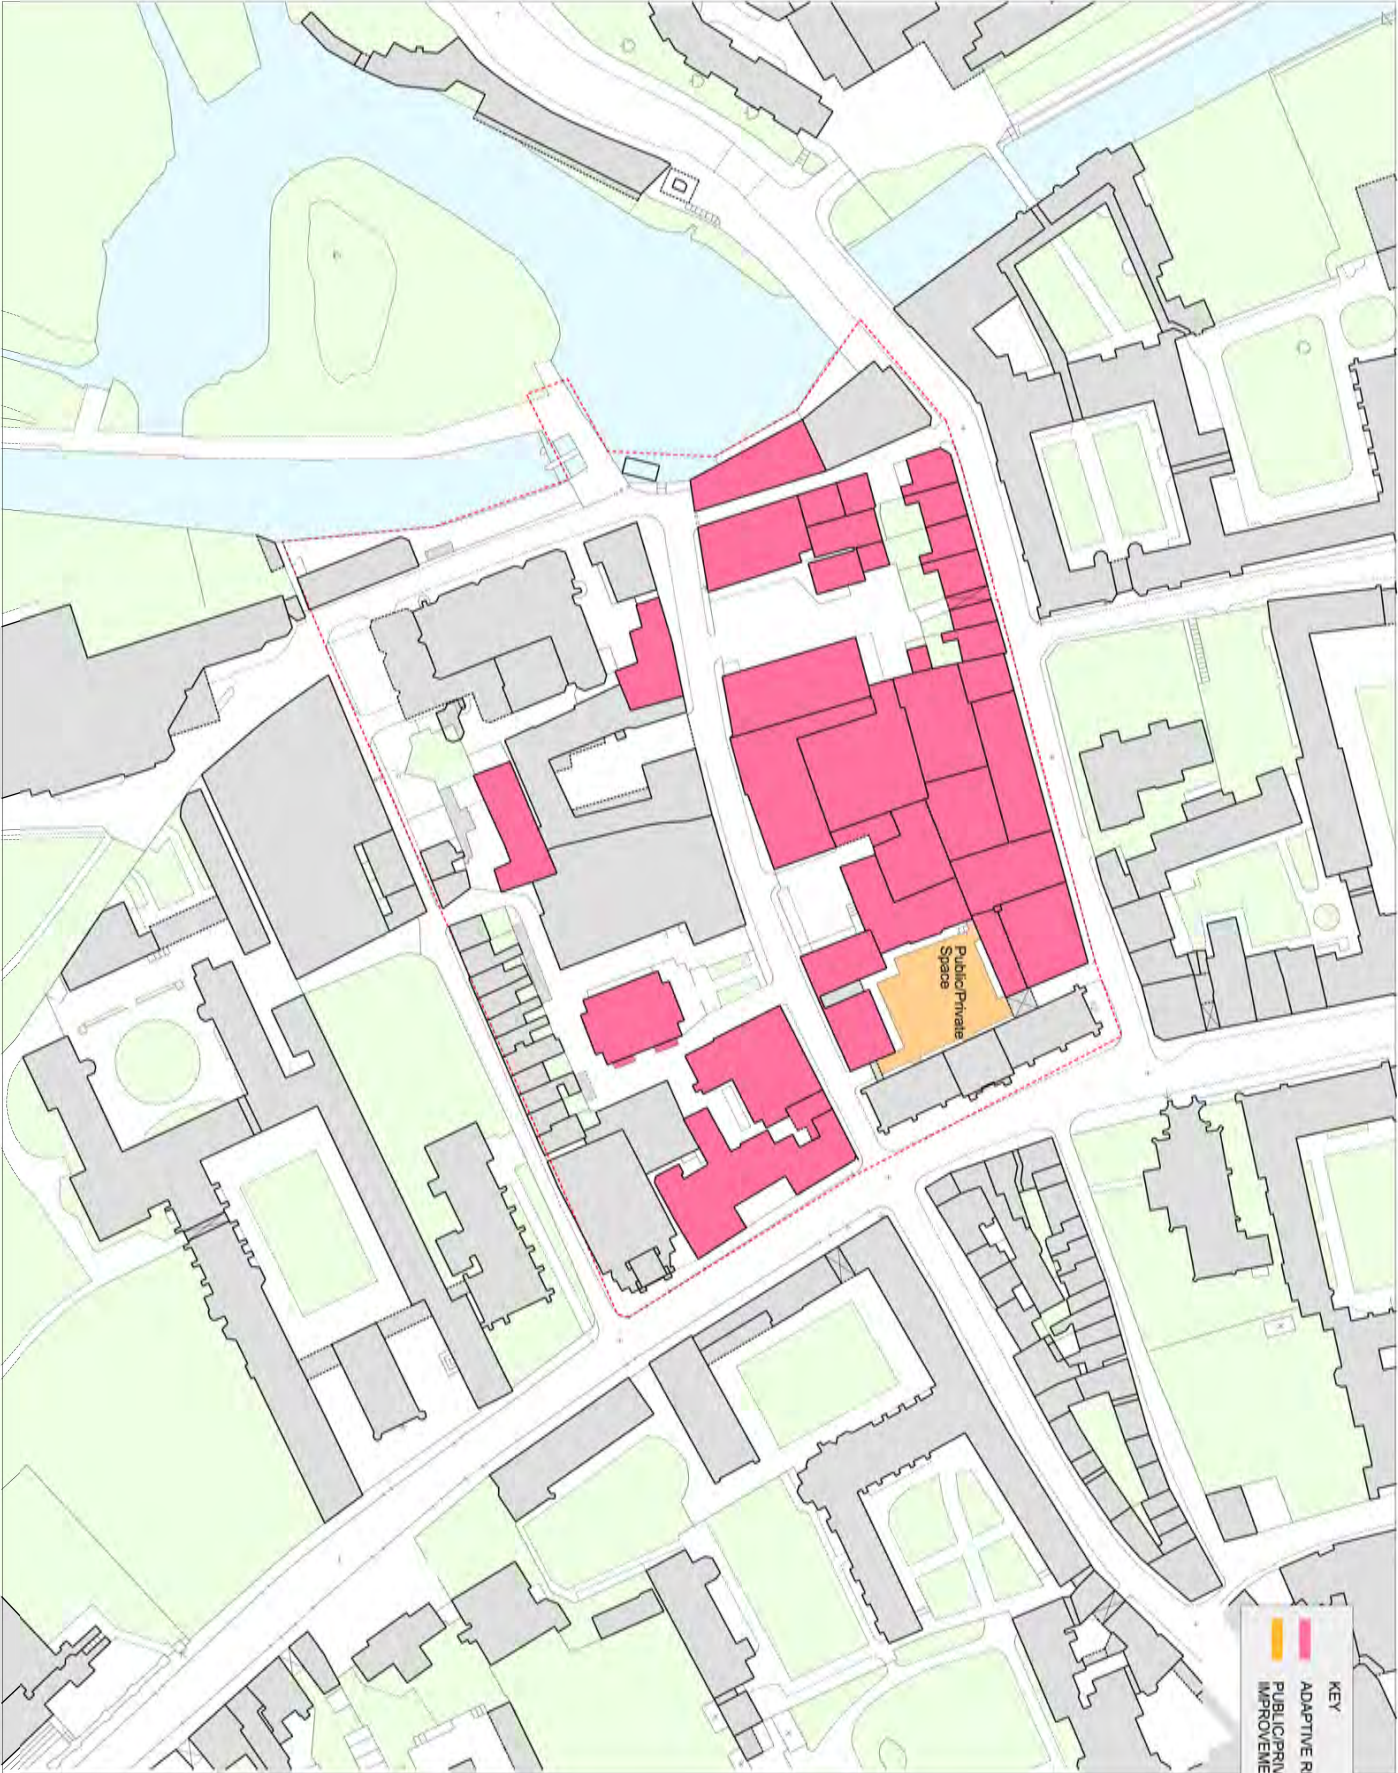 Public/Private
Space
KEY
ADAPTIVE R
PUBLIC/PRIV
IMPROVEME